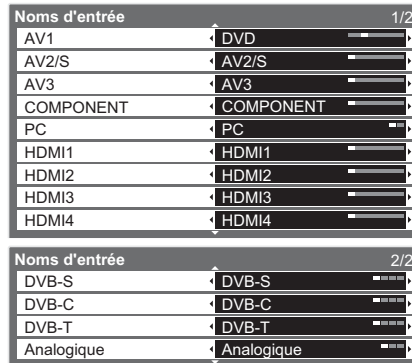 Noms d'entrée 1/2
AV1 DVD
AV2/S AV2/S
AV3 AV3
COMPONENT COMPONENT
PC PC
HDMI1 HDMI1
HDMI2 HDMI2
HDMI3 HDMI3
HDMI4 HDMI4
Noms d'entrée 2/2
DVB-S DVB-S
DVB-C DVB-C
DVB-T DVB-T
Analogique Analogique